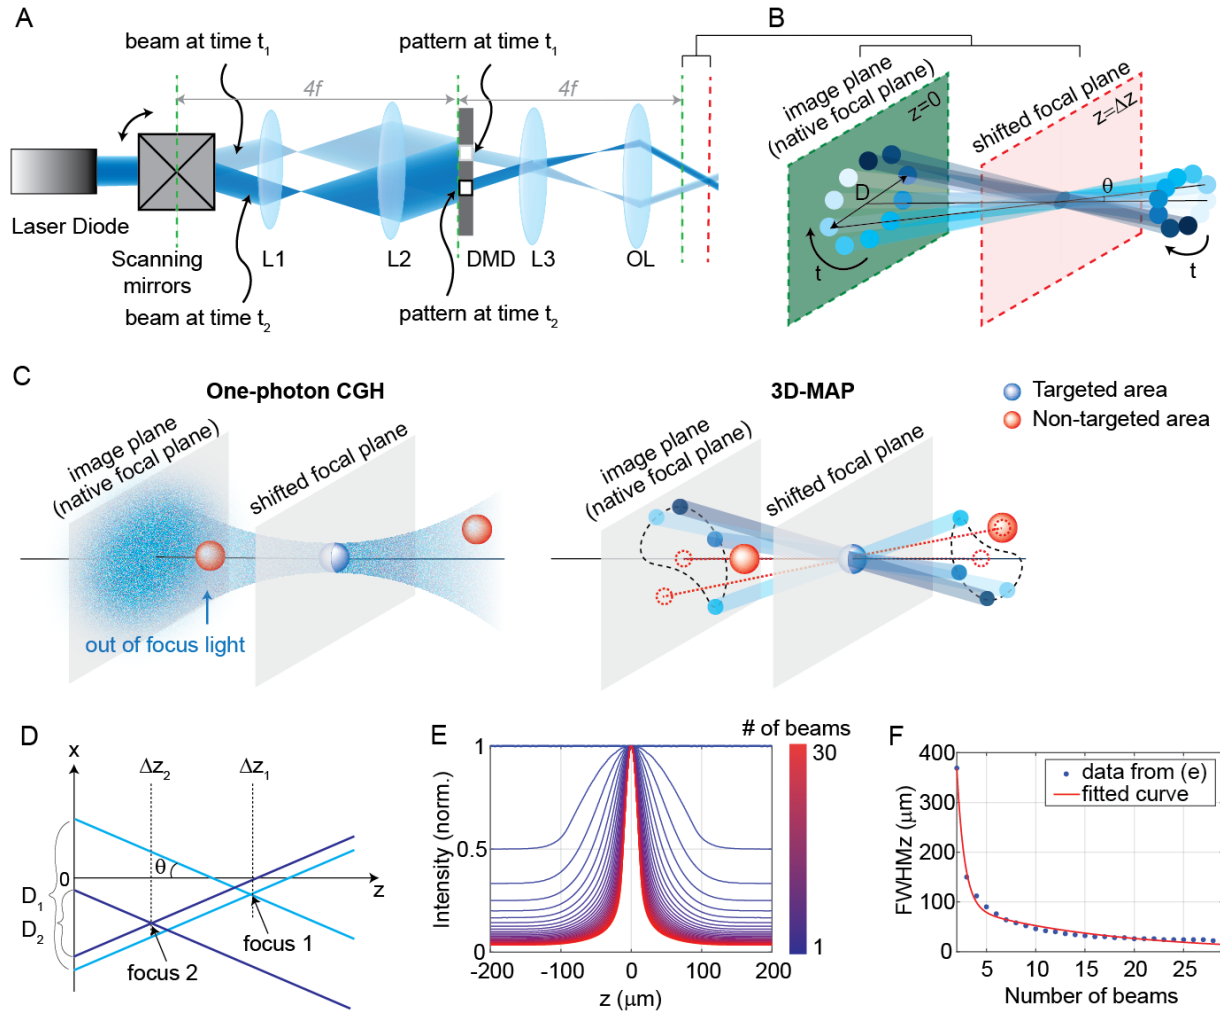 A
beam at time t1
pattern at time t1
4f
4f
Laser Diode
Scanning
mirrors
L1
L2
DMD
L3
OL
beam at time t2
pattern at time t2
B
image plane
(native focal plane)
z=0
shifted focal plane
z=Δz
D
θ
t
t
C
One-photon CGH
image plane
(native focal plane)
shifted focal plane
out of focus light
3D-MAP
image plane
(native focal plane)
shifted focal plane
Targeted area
Non-targeted area
D
x
Δz2
Δz1
θ
0
z
D1
D2
focus 1
focus 2
E
# of beams
30
1
Intensity (norm.)
1
0.5
0
-200
-100
0
100
200
z (μm)
F
400
300
200
100
0
FWHMz (μm)
data from (e)
fitted curve
5
10
15
20
25
Number of beams